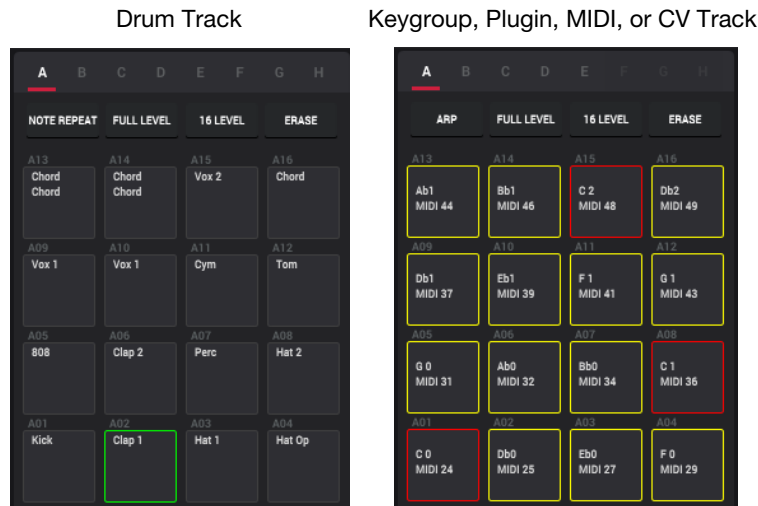 Drum Track
A B C D E F G H
NOTE REPEAT FULL LEVEL 16 LEVEL ERASE
A13 A14 A15 A16
Chord Chord Vox 2 Chord
Chord Chord
A09 A10 A11 A12
Vox 1 Vox 1 Cym Tom
A05 A06 A07 A08
808 Clap 2 Perc Hat 2
A01 A02 A03 A04
Kick Clap 1 Hat 1 Hat Op
Keygroup, Plugin, MIDI, or CV Track
A B C D E F G H
ARP FULL LEVEL 16 LEVEL ERASE
A13 A14 A15 A16
Ab1 Bb1 C 2 Db2
MIDI 44 MIDI 46 MIDI 48 MIDI 49
A09 A10 A11 A12
Db1 Eb1 F 1 G 1
MIDI 37 MIDI 39 MIDI 41 MIDI 43
A05 A06 A07 A08
G 0 Ab0 Bb0 C 1
MIDI 31 MIDI 32 MIDI 34 MIDI 36
A01 A02 A03 A04
C 0 Db0 Eb0 F 0
MIDI 24 MIDI 25 MIDI 27 MIDI 29